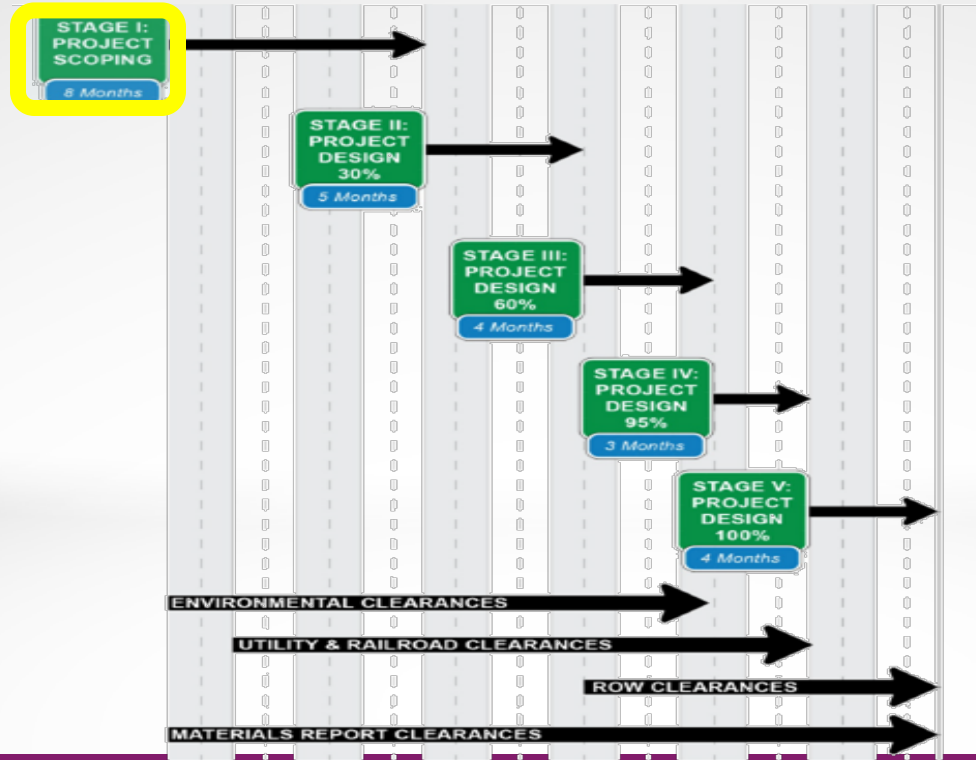 STAGE I:
PROJECT
SCOPING
8 Months
STAGE II:
PROJECT
DESIGN
30%
5 Months
STAGE III:
PROJECT
DESIGN
60%
4 Months
STAGE IV:
PROJECT
DESIGN
95%
3 Months
STAGE V:
PROJECT
DESIGN
100%
4 Months
ENVIRONMENTAL CLEARANCES
UTILITY & RAILROAD CLEARANCES
ROW CLEARANCES
MATERIALS REPORT CLEARANCES